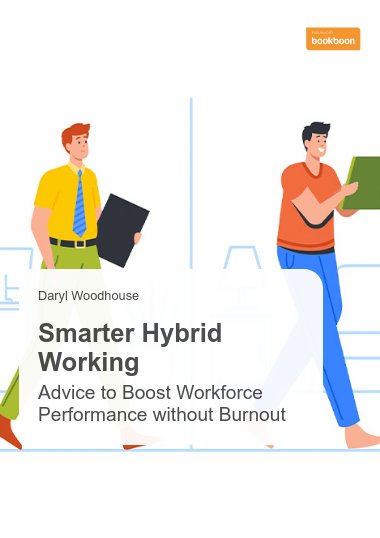 bookboon
Daryl Woodhouse
Smarter Hybrid
Working
Advice to Boost Workforce
Performance without Burnout